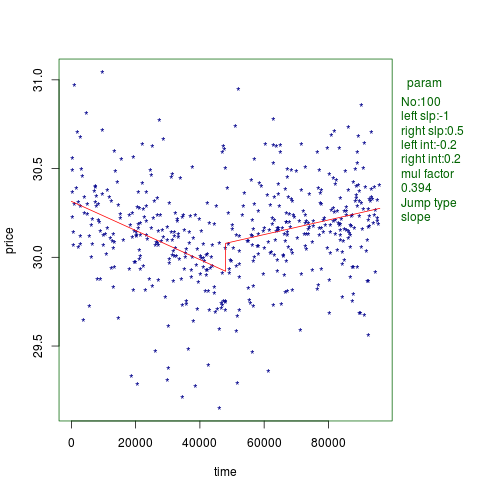 param
No:100
left slp:-1
right slp:0.5
left int:-0.2
right int:0.2
mul factor
0.394
Jump type
slope
31.0
30.5
30.0
29.5
price
0 20000 40000 60000 80000
time